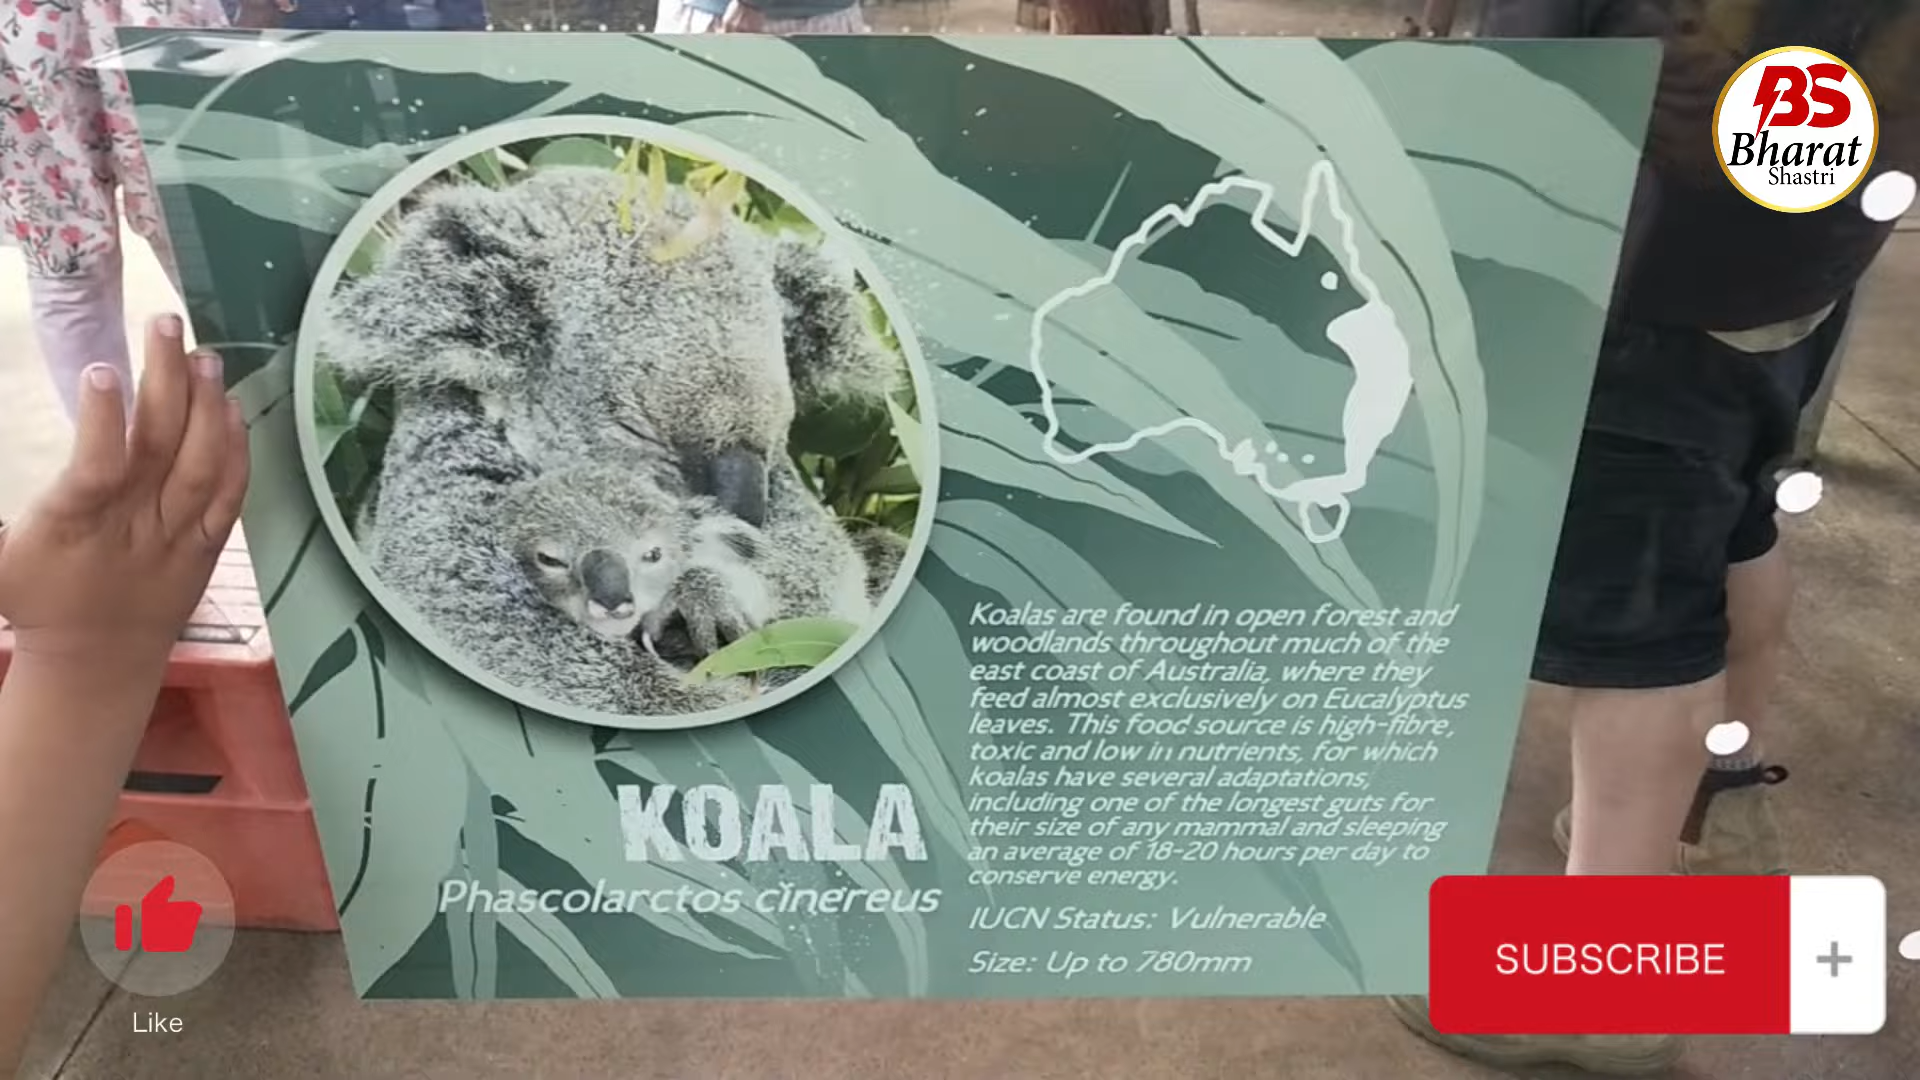 BS
Bharat
Shastri
Koalas are found in open forest and
woodlands throughout much of the
east coast of Australia, where they
feed almost exclusively on Eucalyptus
leaves. This food source is high-fibre,
toxic and low in nutrients, for which
koalas have several adaptations,
including one of the longest guts for
their size of any mammal and sleeping
an average of 18-20 hours per day to
conserve energy.
IUCN Status: Vulnerable
Size: Up to 780mm
KOALA
Phascolarctos cinereus
Like
SUBSCRIBE
+